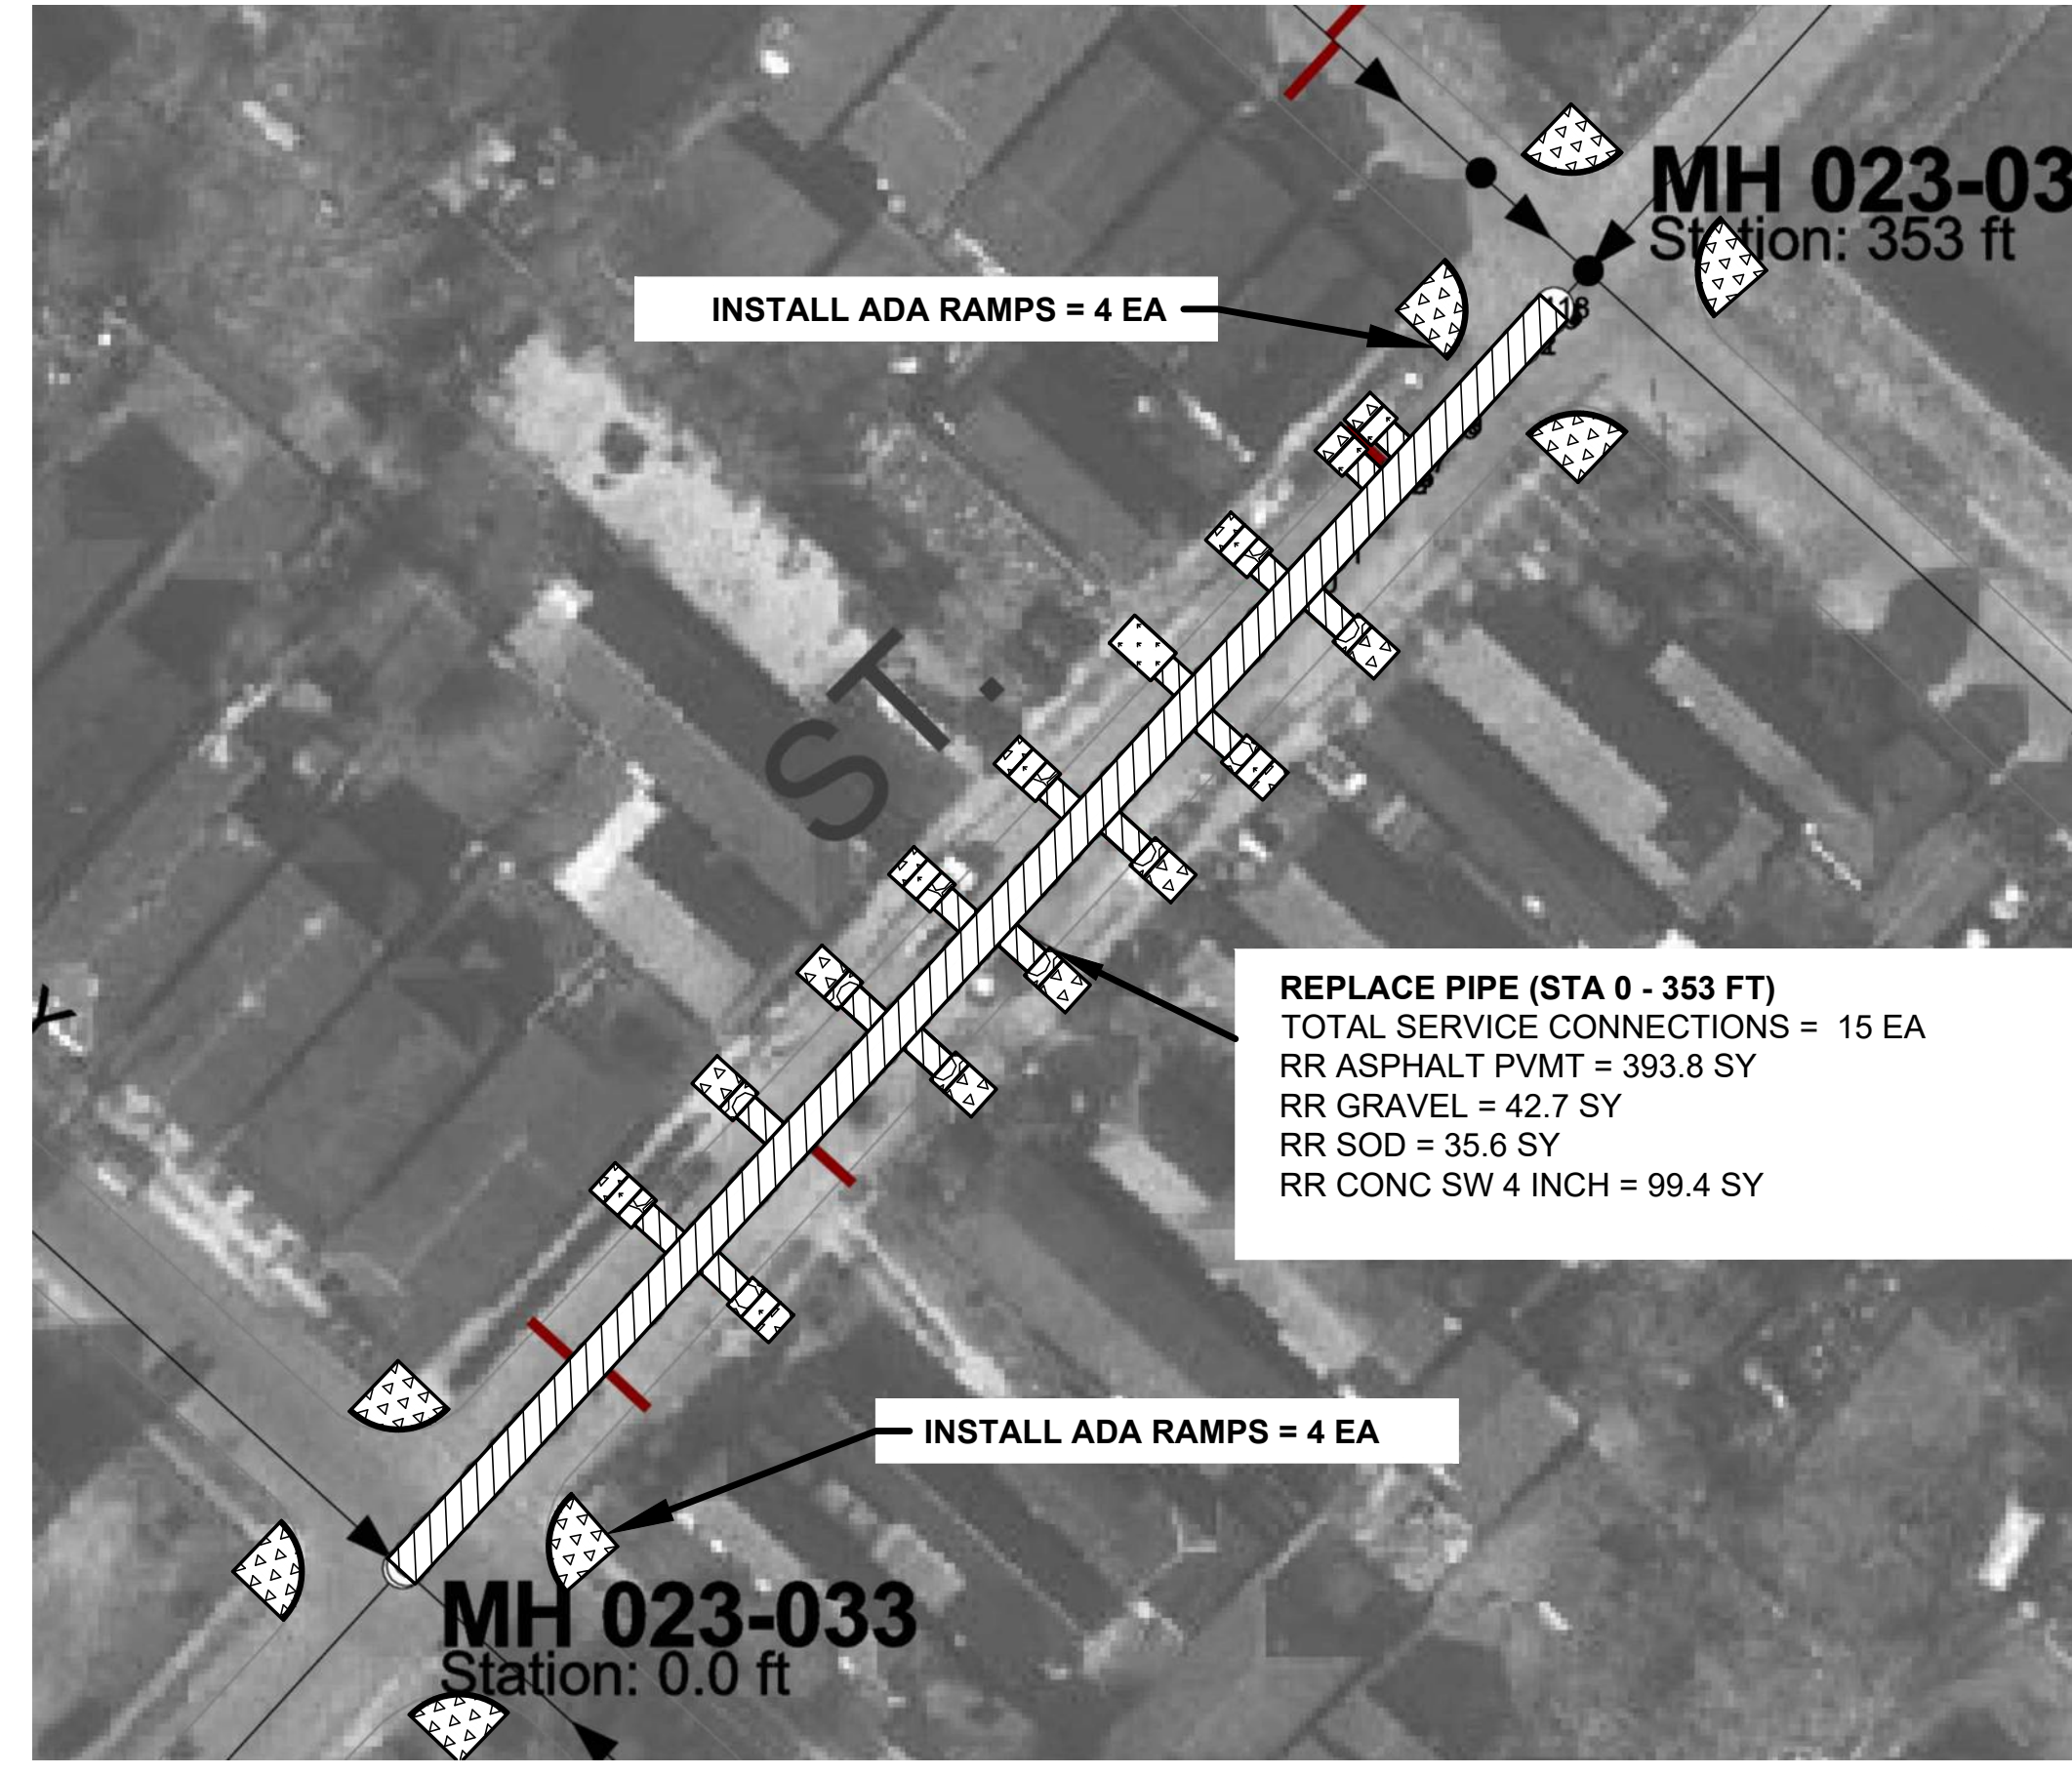 MH 023-03
Station: 353 ft
INSTALL ADA RAMPS = 4 EA
ST.
REPLACE PIPE (STA 0 - 353 FT)
TOTAL SERVICE CONNECTIONS = 15 EA
RR ASPHALT PVMT = 393.8 SY
RR GRAVEL = 42.7 SY
RR SOD = 35.6 SY
RR CONC SW 4 INCH = 99.4 SY
Y
INSTALL ADA RAMPS = 4 EA
MH 023-033
Station: 0.0 ft